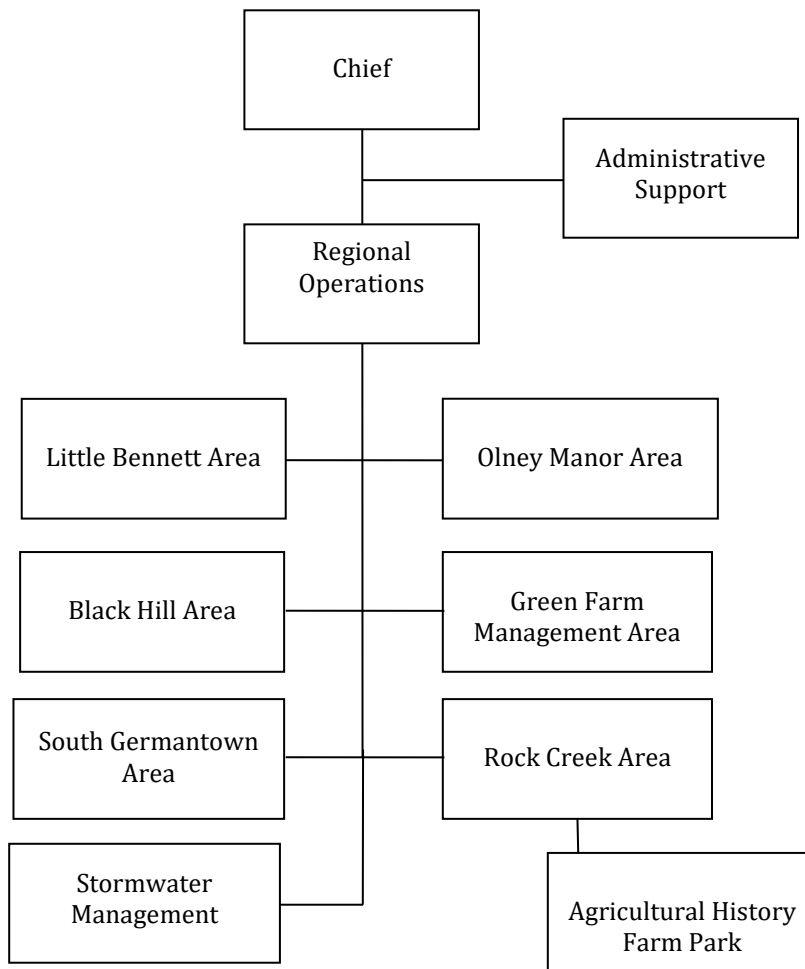 Chief
Administrative
Support
Regional
Operations
Little Bennett Area
Olney Manor Area
Black Hill Area
Green Farm
Management Area
South Germantown
Area
Rock Creek Area
Stormwater
Management
Agricultural History
Farm Park